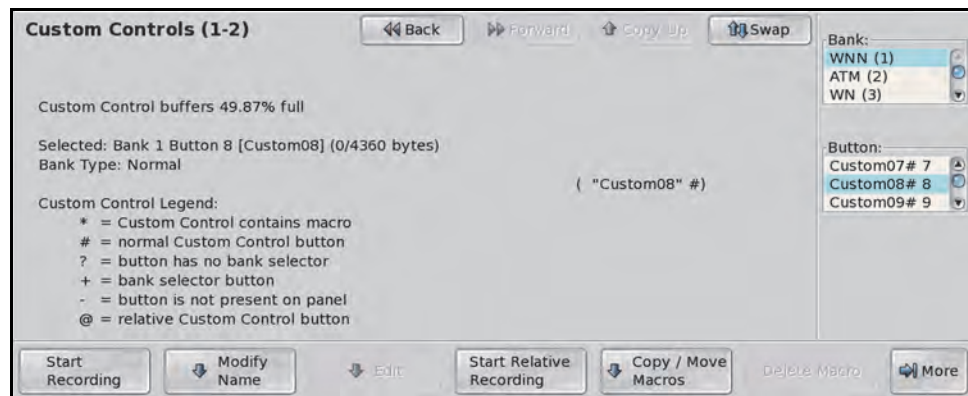 Custom Controls (1-2)
Back
Forward
Copy Up
Swap
Bank:
WNN (1)
ATM (2)
WN (3)
Custom Control buffers 49.87% full
Selected: Bank 1 Button 8 [Custom08] (0/4360 bytes)
Bank Type: Normal
( "Custom08" #)
Button:
Custom07# 7
Custom08# 8
Custom09# 9
Custom Control Legend:
* = Custom Control contains macro
# = normal Custom Control button
? = button has no bank selector
+ = bank selector button
- = button is not present on panel
@ = relative Custom Control button
Start Recording
Modify Name
Edit
Start Relative Recording
Copy / Move Macros
Delete Macro
More